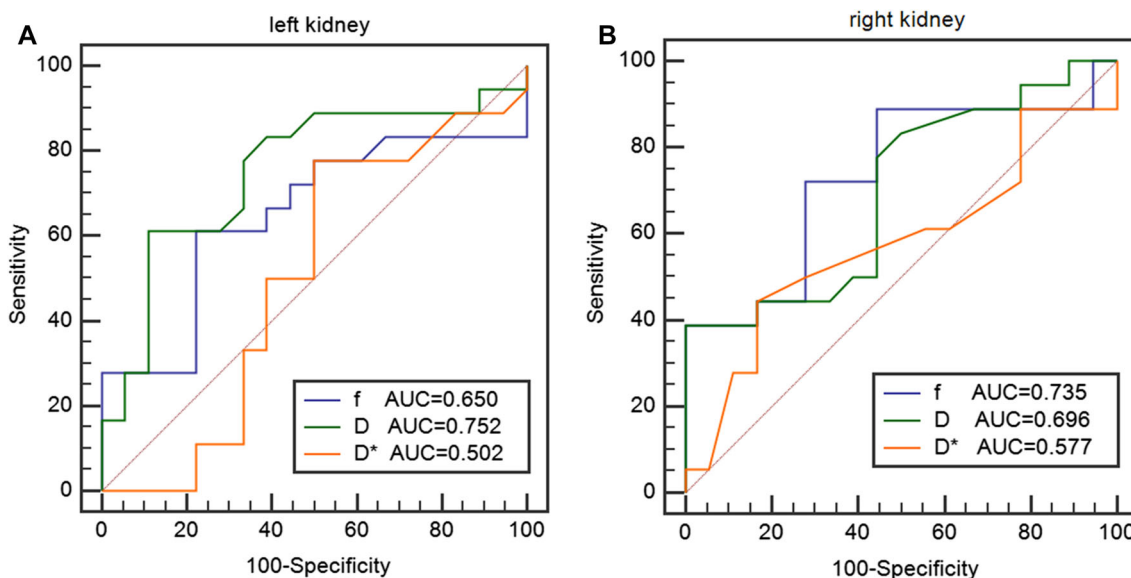 A
left kidney
100
80
60
40
20
0
Sensitivity
f AUC=0.650
D AUC=0.752
D* AUC=0.502
0 20 40 60 80 100
100-Specificity
B
right kidney
100
80
60
40
20
0
Sensitivity
f AUC=0.735
D AUC=0.696
D* AUC=0.577
0 20 40 60 80 100
100-Specificity